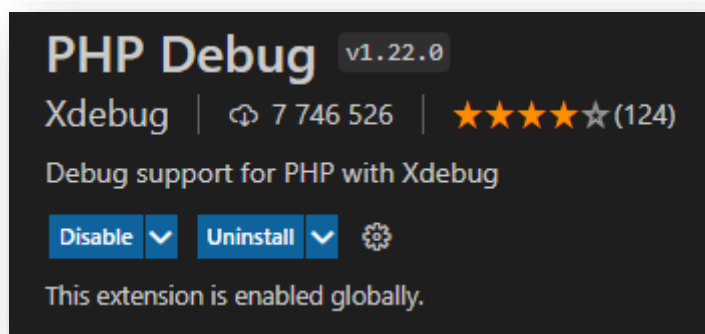 PHP Debug v1.22.0
Xdebug 7 746 526 (124)
Debug support for PHP with Xdebug
Disable Uninstall
This extension is enabled globally.